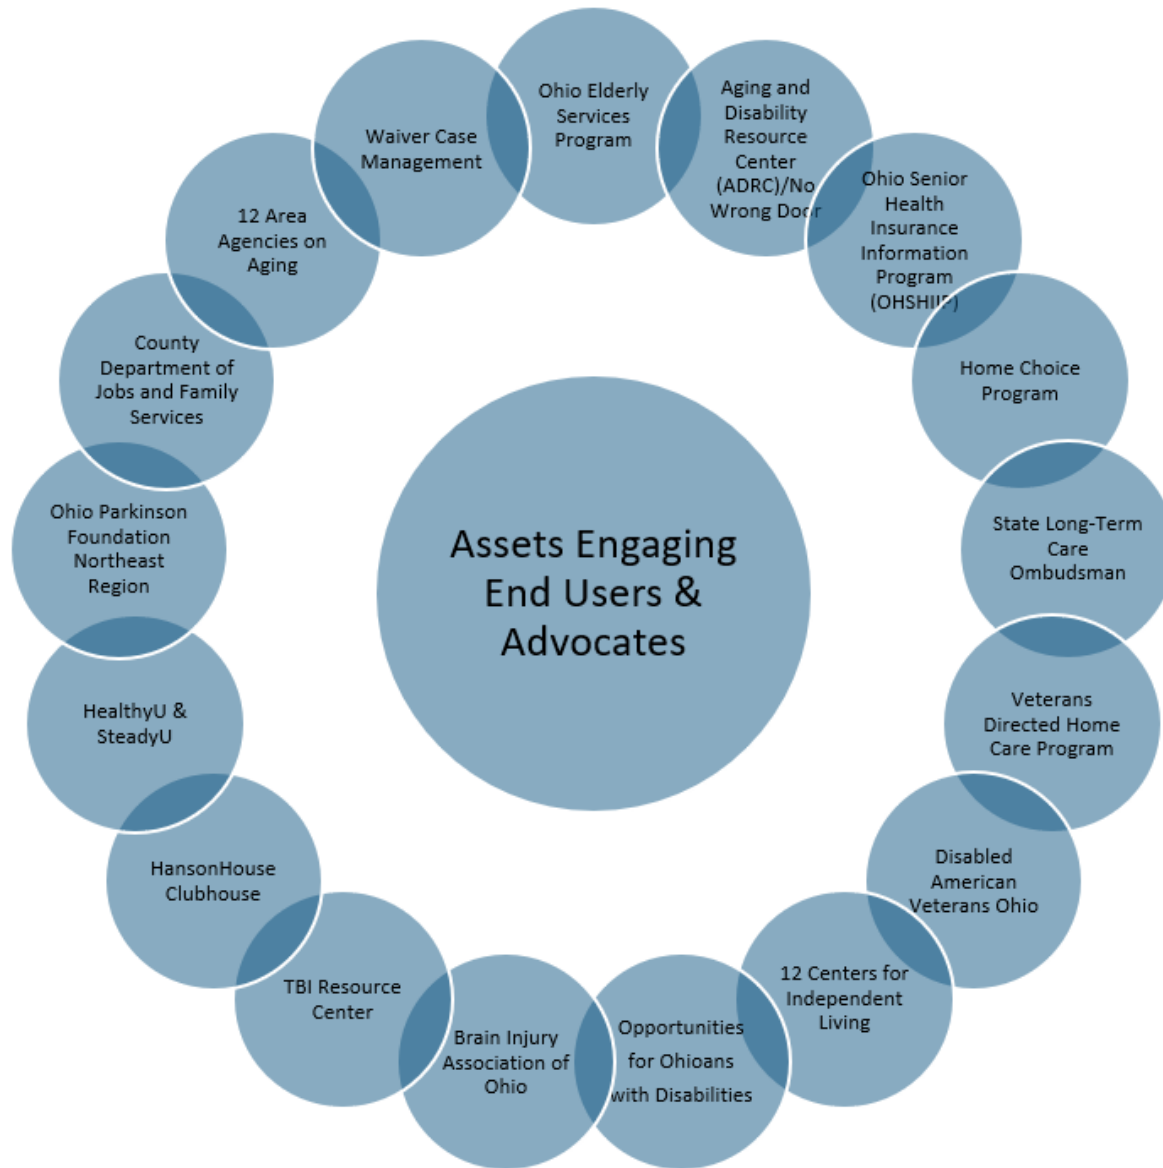 Assets Engaging
End Users &
Advocates
Ohio Elderly
Services
Program
Aging and
Disability
Resource
Center
(ADRC)/No
Wrong Door
Ohio Senior
Health
Insurance
Information
Program
(OHSHIIP)
Home Choice
Program
State Long-Term
Care
Ombudsman
Veterans
Directed Home
Care Program
Disabled
American
Veterans Ohio
12 Centers for
Independent
Living
Opportunities
for Ohioans
with Disabilities
Brain Injury
Association of
Ohio
TBI Resource
Center
HansonHouse
Clubhouse
HealthyU &
SteadyU
Ohio Parkinson
Foundation
Northeast
Region
County
Department of
Jobs and Family
Services
12 Area
Agencies on
Aging
Waiver Case
Management